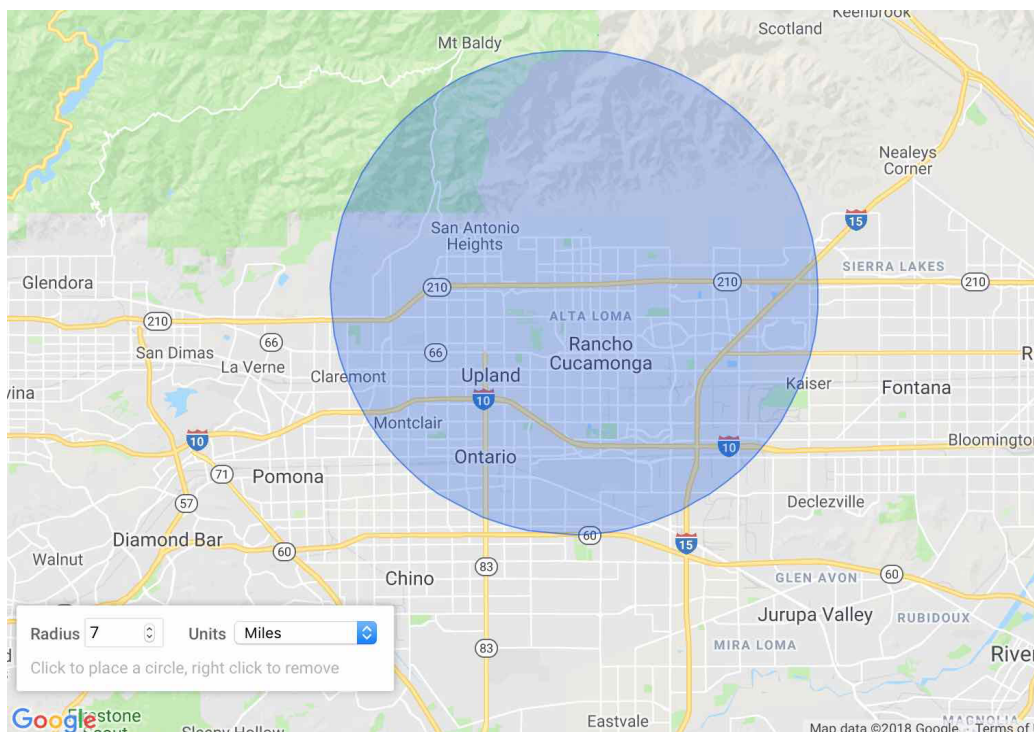 Keenbrook
Scotland
Mt Baldy
Nealeys
Corner
15
San Antonio
Heights
SIERRA LAKES
Glendora
210
210
210
ALTA LOMA
210
66
San Dimas
66
Rancho
Cucamonga
La Verne
Claremont
Upland
Kaiser
Fontana
vina
10
Montclair
10
10
Bloomington
Ontario
71
Pomona
57
Declezville
Diamond Bar
60
15
Walnut
60
83
Chino
GLEN AVON
60
Jurupa Valley
RUBIDOUX
Radius 7 Units Miles
MIRA LOMA
83
River
Click to place a circle, right click to remove
Google
Eastvale
Map data ©2018 Google
Terms of